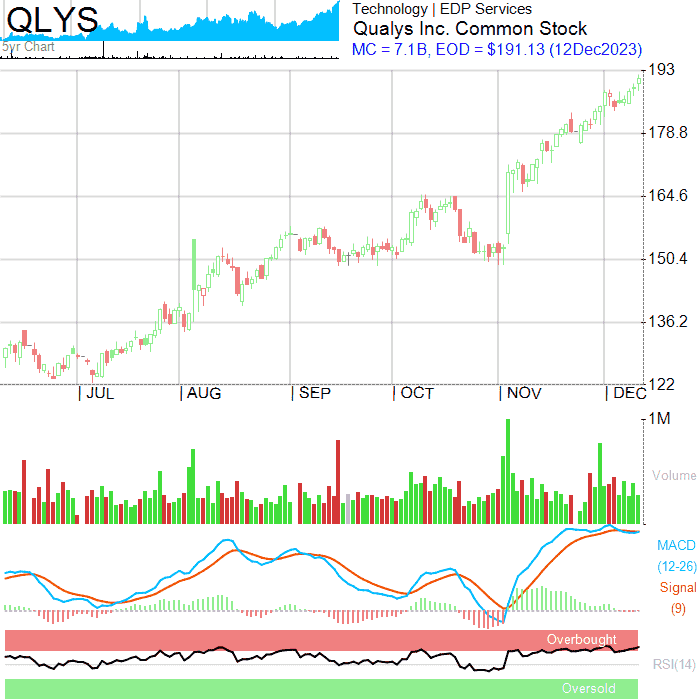 QLYS
5yr Chart
Technology | EDP Services
Qualys Inc. Common Stock
MC = 7.1B, EOD = $191.13 (12Dec2023)
193
178.8
164.6
150.4
136.2
122
JUL AUG SEP OCT NOV DEC
1M
Volume
MACD
(12-26)
Signal
(9)
Overbought
RSI(14)
Oversold